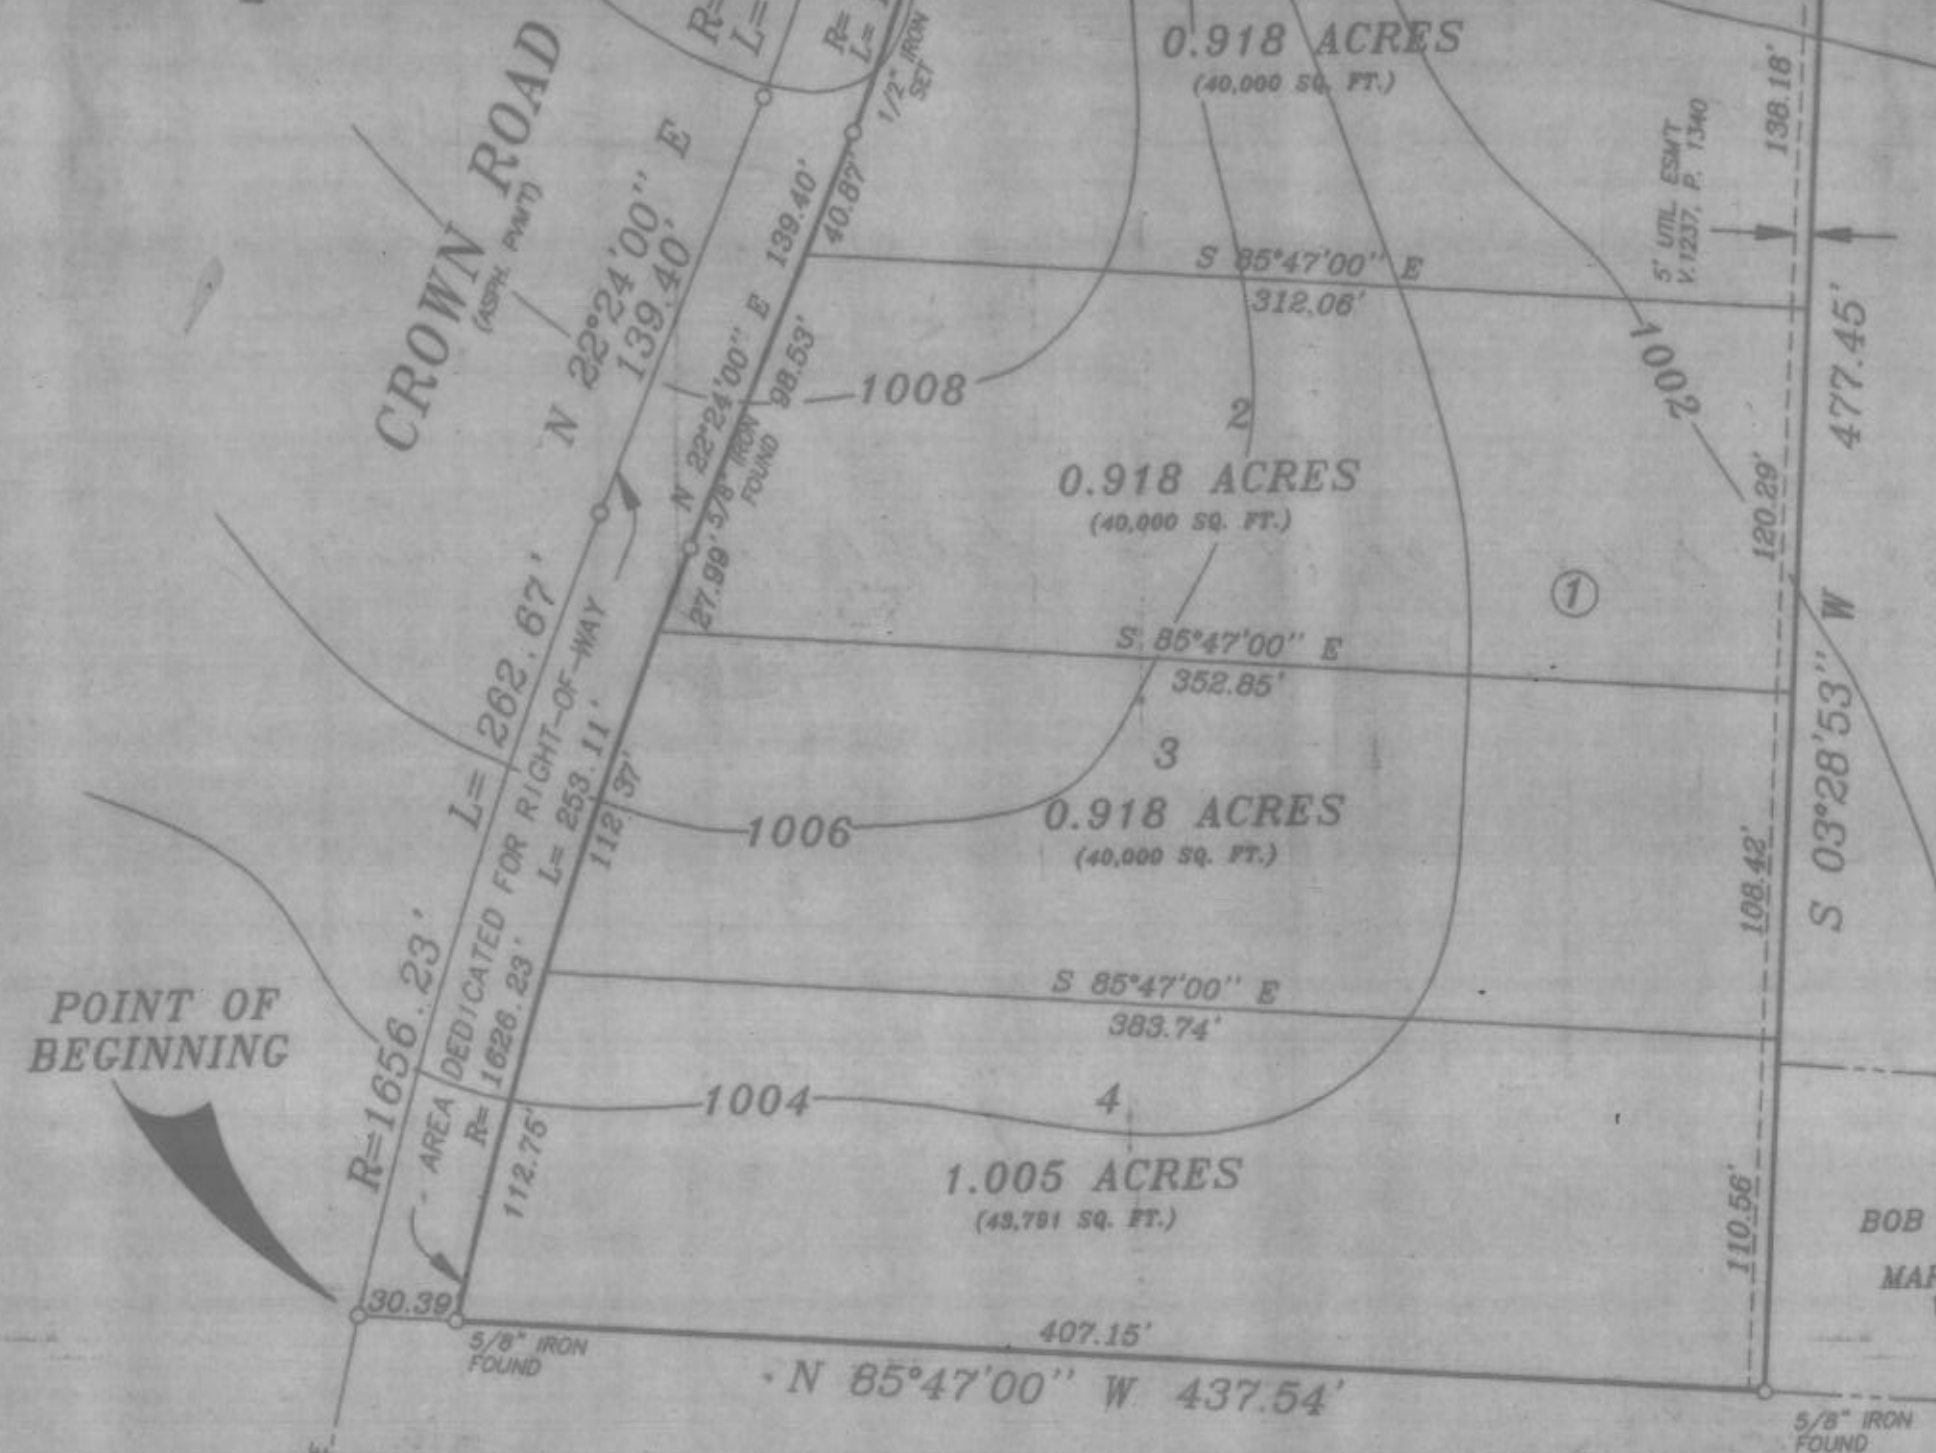 R=
L=
R=
L=
1/2" IRON
SET
0.918 ACRES
(40,000 SQ. FT.)
138.18'
5' UTIL. ESMT
V.1237, P. 1340
CROWN ROAD
(ASPH. PVMT)
N 22°24'00" E
139.40'
N 22°24'00" E 139.40'
40.87'
S 85°47'00" E
312.06'
477.45'
1002
1008
98.53'
5/8" IRON
FOUND
2
0.918 ACRES
(40,000 SQ. FT.)
120.29'
1
27.99'
S 85°47'00" E
352.85'
S 03°28'53" W
R=1656.23' L= 262.67'
AREA DEDICATED FOR RIGHT-OF-WAY
R= 1626.23' L= 253.11'
112.37'
1006
3
0.918 ACRES
(40,000 SQ. FT.)
108.42'
S 85°47'00" E
383.74'
POINT OF
BEGINNING
1004
4
112.75'
1.005 ACRES
(43,791 SQ. FT.)
110.56'
BOB
30.39
5/8" IRON
FOUND
407.15'
N 85°47'00" W 437.54'
5/8" IRON
FOUND